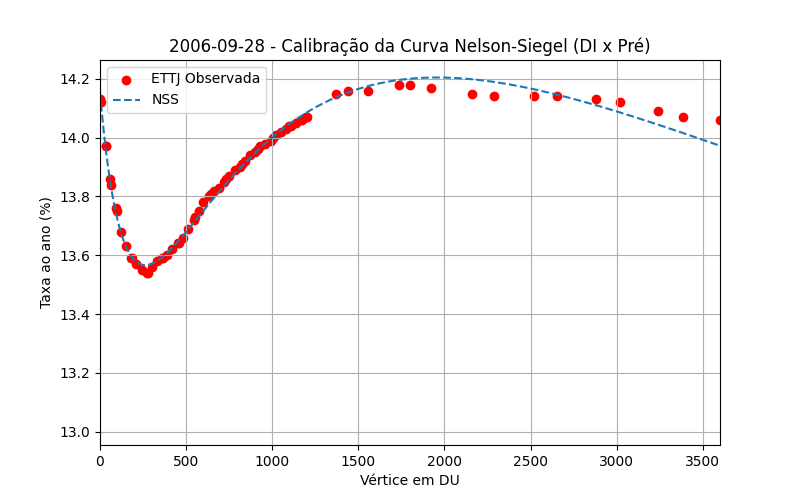 2006-09-28 - Calibração da Curva Nelson-Siegel (DI x Pré)
ETTJ Observada
NSS
Taxa ao ano (%)
14.2
14.0
13.8
13.6
13.4
13.2
13.0
0 500 1000 1500 2000 2500 3000 3500
Vértice em DU